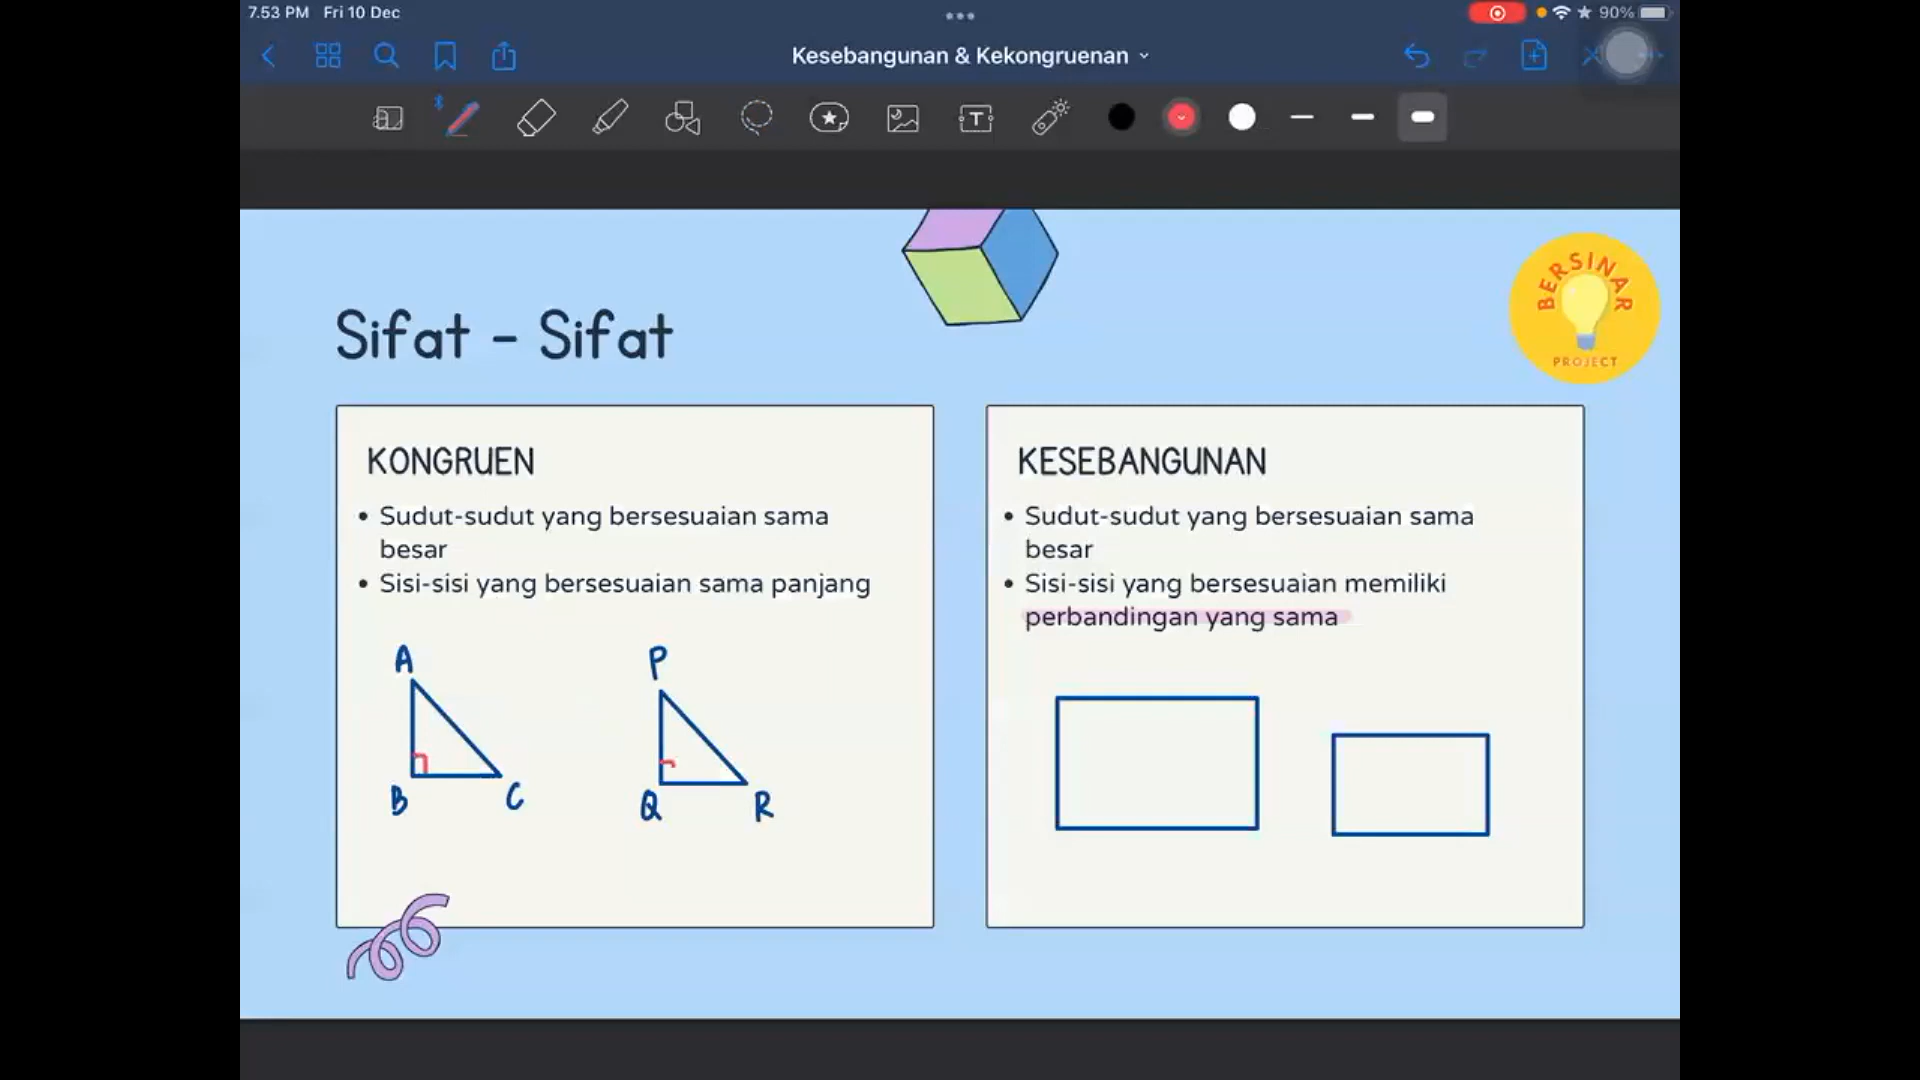 7.53 PM Fri 10 Dec
90%
Kesebangunan & Kekongruenan
T
BERSINAR
PROJECT
Sifat - Sifat
KONGRUEN
• Sudut-sudut yang bersesuaian sama
besar
• Sisi-sisi yang bersesuaian sama panjang
A
B
C
P
Q
R
KESEBANGUNAN
• Sudut-sudut yang bersesuaian sama
besar
• Sisi-sisi yang bersesuaian memiliki
perbandingan yang sama